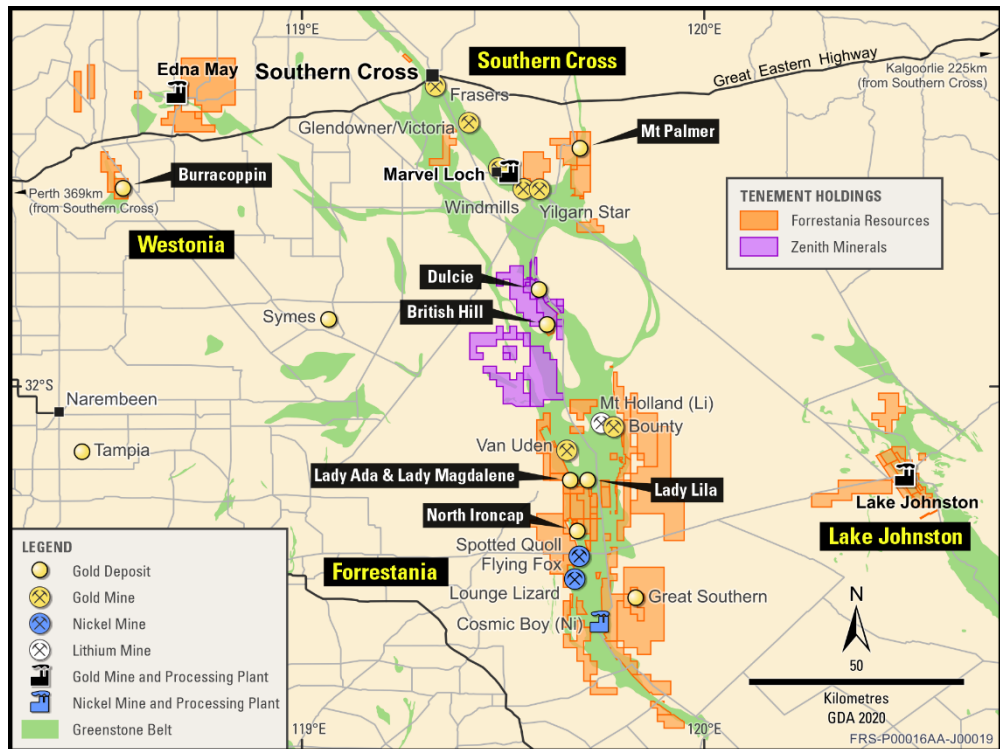 119°E
120°E
Edna May
Southern Cross
Southern Cross
Great Eastern Highway
Kalgoorlie 225km
(from Southern Cross)
Frasers
Glendowner/Victoria
Mt Palmer
Burracoppin
Marvel Loch
Perth 369km
(from Southern Cross)
Windmills
Yilgarn Star
TENEMENT HOLDINGS
Forrestania Resources
Zenith Minerals
Westonia
Dulcie
British Hill
Symes
32°S
Narembeen
Mt Holland (Li)
Bounty
Tampia
Van Uden
Lady Ada & Lady Magdalene
Lady Lila
Lake Johnston
North Ironcap
Lake Johnston
Spotted Quoll
Flying Fox
Forrestania
Lounge Lizard
Great Southern
Cosmic Boy (Ni)
LEGEND
Gold Deposit
Gold Mine
Nickel Mine
Lithium Mine
Gold Mine and Processing Plant
Nickel Mine and Processing Plant
Greenstone Belt
N
50
Kilometres
GDA 2020
119°E
120°E
FRS-P00016AA-J00019